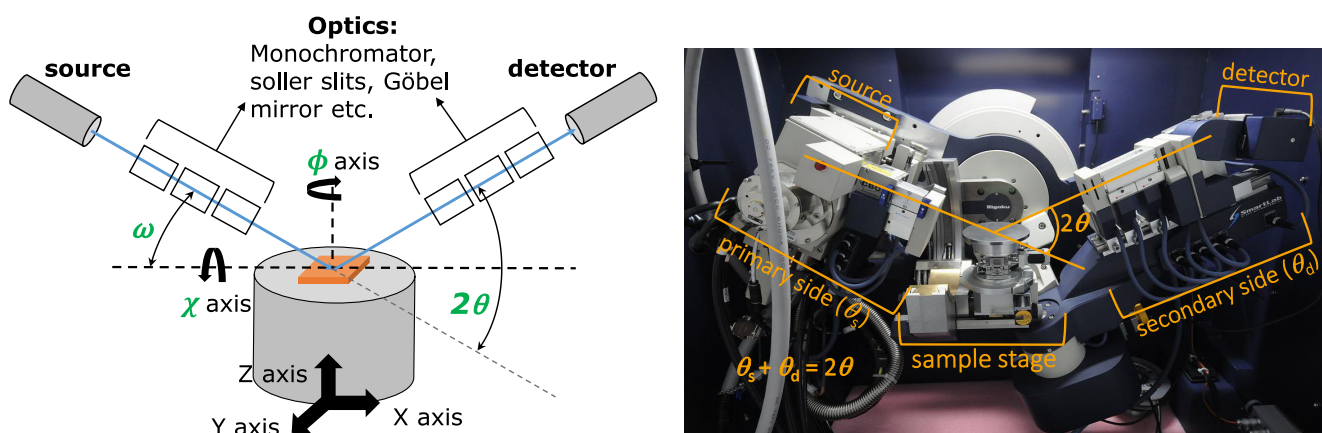 Optics:
Monochromator,
soller slits, Göbel
mirror etc.
source
detector
ϕ axis
ω
χ axis
2θ
Z axis
Y axis
X axis
source
detector
CBO
Rigaku
2θ
SmartLab
primary side (θs)
secondary side (θd)
sample stage
θs + θd = 2θ